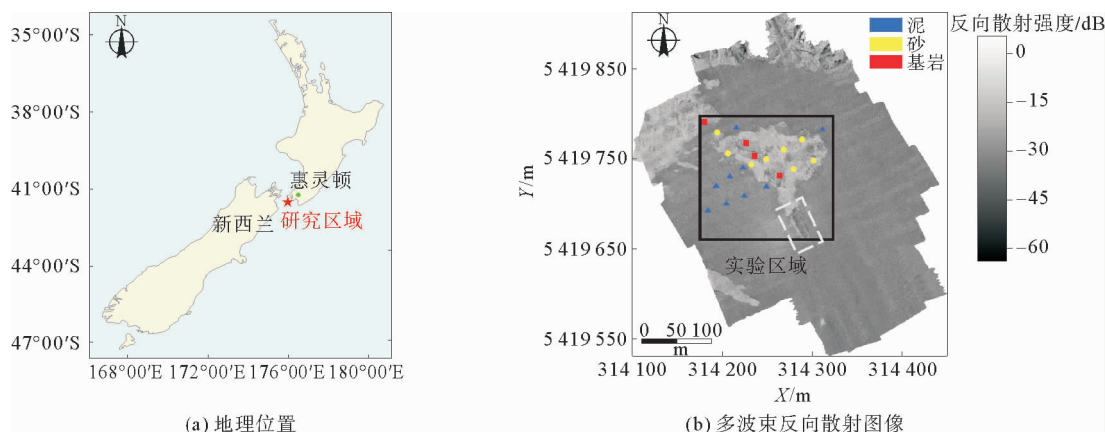 N
35°00′S
38°00′S
41°00′S
44°00′S
47°00′S
惠灵顿
新西兰
研究区域
168°00′E 172°00′E 176°00′E 180°00′E
(a) 地理位置
N
泥
砂
基岩
反向散射强度/dB
0
−15
−30
−45
−60
Y/m
5 419 850
5 419 750
5 419 650
5 419 550
实验区域
0 50 100
m
314 100 314 200 314 300 314 400
X/m
(b) 多波束反向散射图像